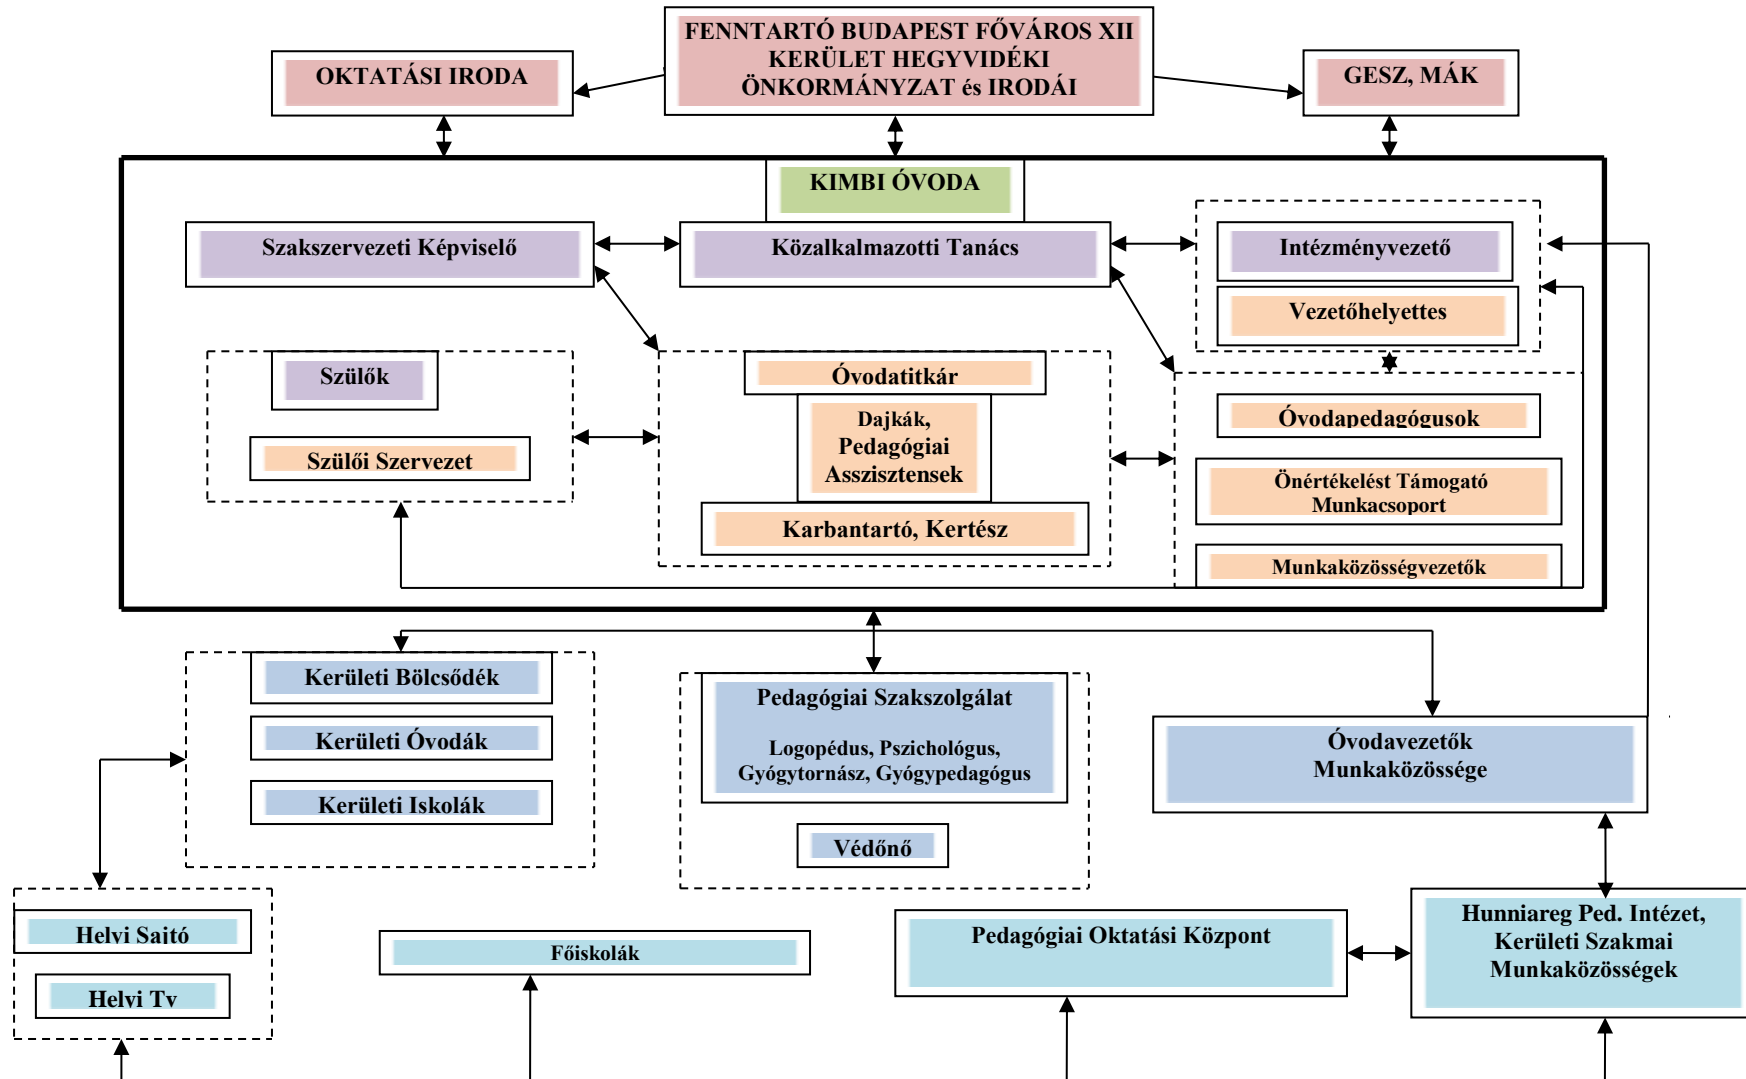 FENNTARTÓ BUDAPEST FŐVÁROS XII
KERÜLET HEGYVIDÉKI
ÖNKORMÁNYZAT és IRODÁI
OKTATÁSI IRODA
GESZ, MÁK
KIMBI ÓVODA
Szakszervezeti Képviselő
Közalkalmazotti Tanács
Intézményvezető
Vezetőhelyettes
Szülők
Szülői Szervezet
Óvodatitkár
Dajkák,
Pedagógiai
Asszisztensek
Karbantartó, Kertész
Óvodapedagógusok
Önértékelést Támogató
Munkacsoport
Munkaközösségvezetők
Kerületi Bölcsődék
Kerületi Óvodák
Kerületi Iskolák
Pedagógiai Szakszolgálat
Logopédus, Pszichológus,
Gyógytornász, Gyógypedagógus
Védőnő
Óvodavezetők
Munkaközössége
Helyi Sajtó
Helyi Tv
Főiskolák
Pedagógiai Oktatási Központ
Hunniareg Ped. Intézet,
Kerületi Szakmai
Munkaközösségek